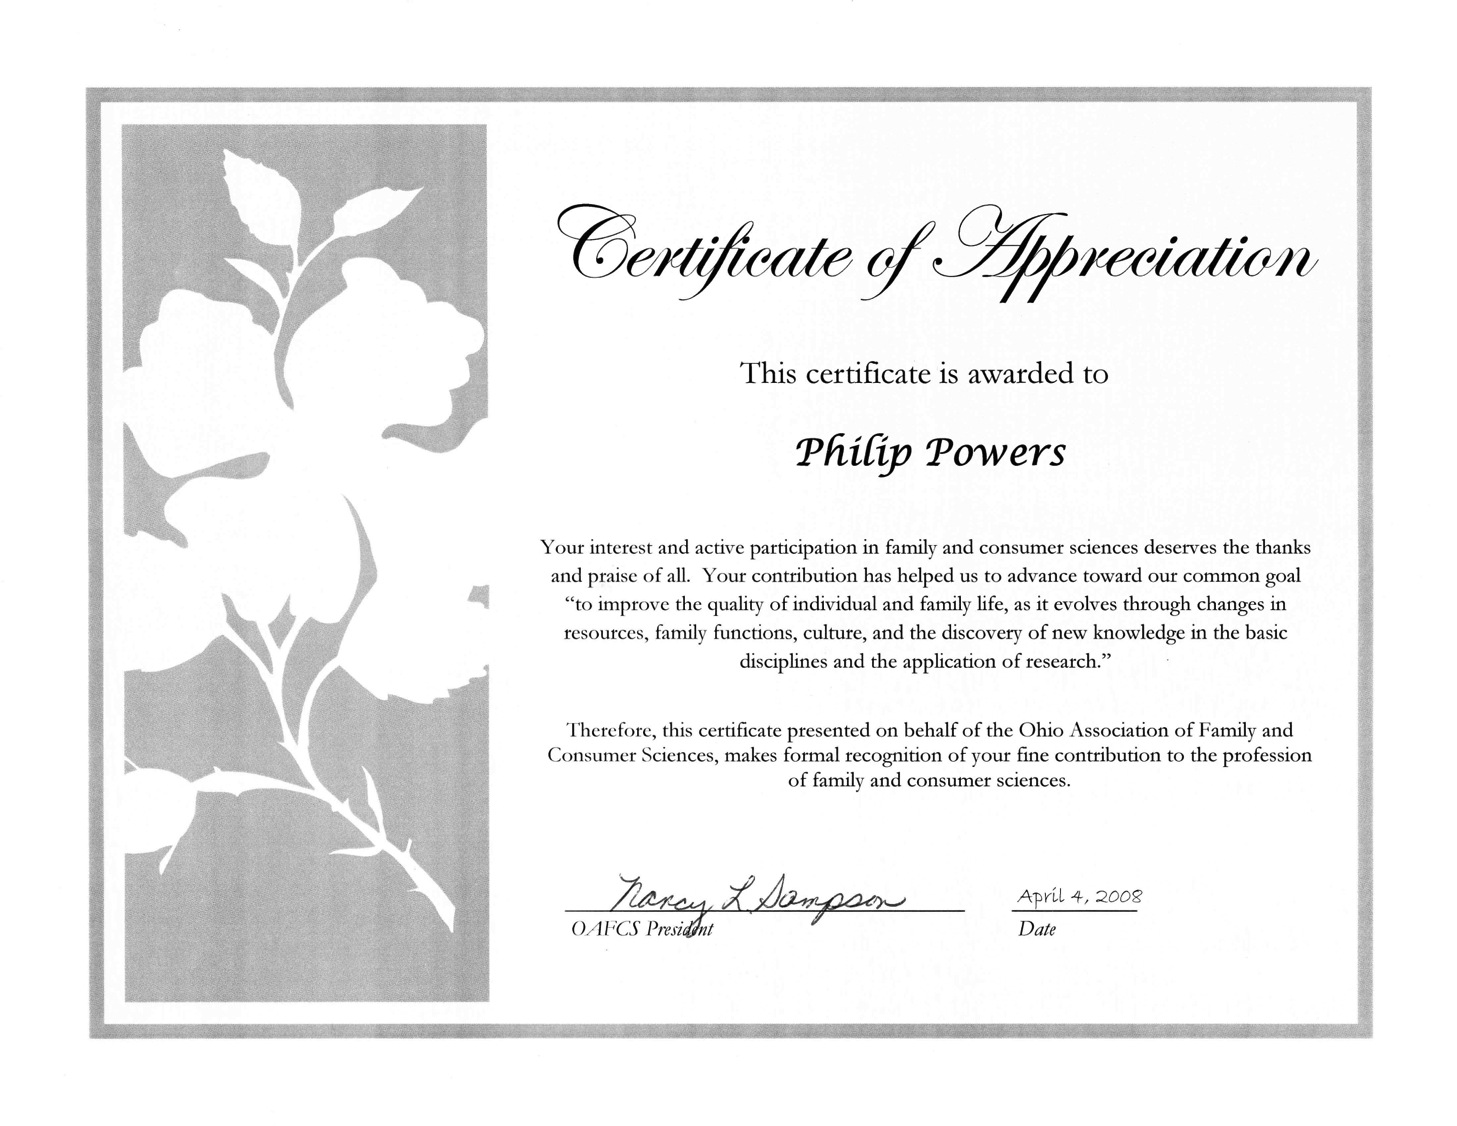 Certificate of Appreciation
This certificate is awarded to
Philip Powers
Your interest and active participation in family and consumer sciences deserves the thanks
and praise of all.  Your contribution has helped us to advance toward our common goal
“to improve the quality of individual and family life, as it evolves through changes in
resources, family functions, culture, and the discovery of new knowledge in the basic
disciplines and the application of research.”
Therefore, this certificate presented on behalf of the Ohio Association of Family and
Consumer Sciences, makes formal recognition of your fine contribution to the profession
of family and consumer sciences.
Nancy L Sampson April 4, 2008
OAFCS President Date